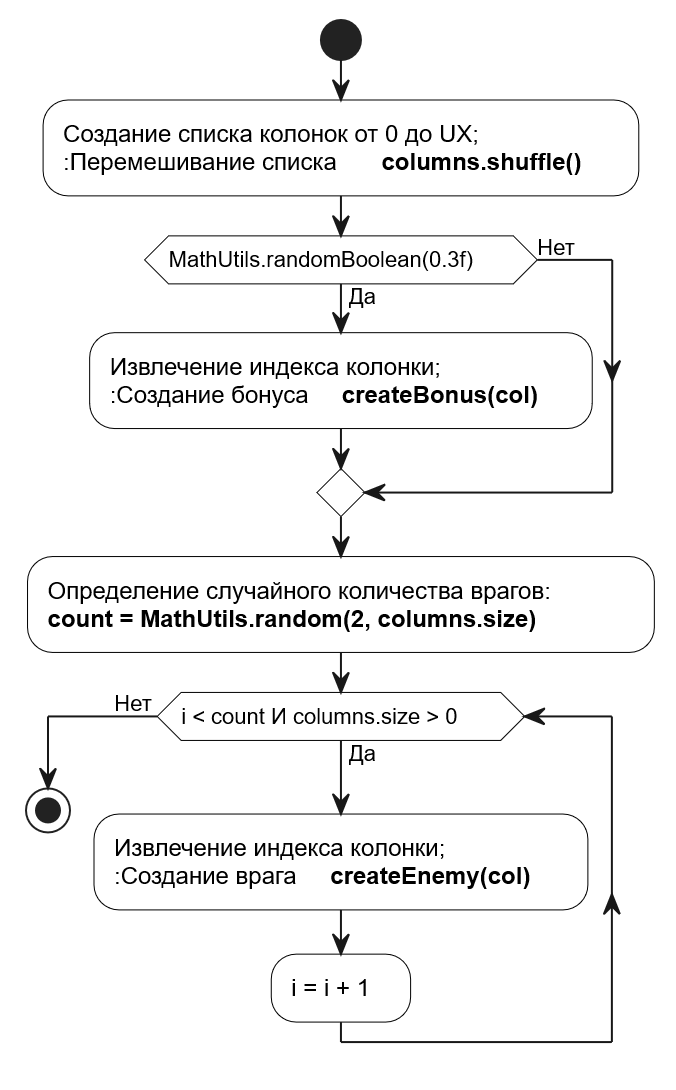 Создание списка колонок от 0 до UX;
:Перемешивание списка columns.shuffle()
MathUtils.randomBoolean(0.3f)
Нет
Да
Извлечение индекса колонки;
:Создание бонуса createBonus(col)
Определение случайного количества врагов:
count = MathUtils.random(2, columns.size)
Нет
i < count И columns.size > 0
Да
Извлечение индекса колонки;
:Создание врага createEnemy(col)
i = i + 1